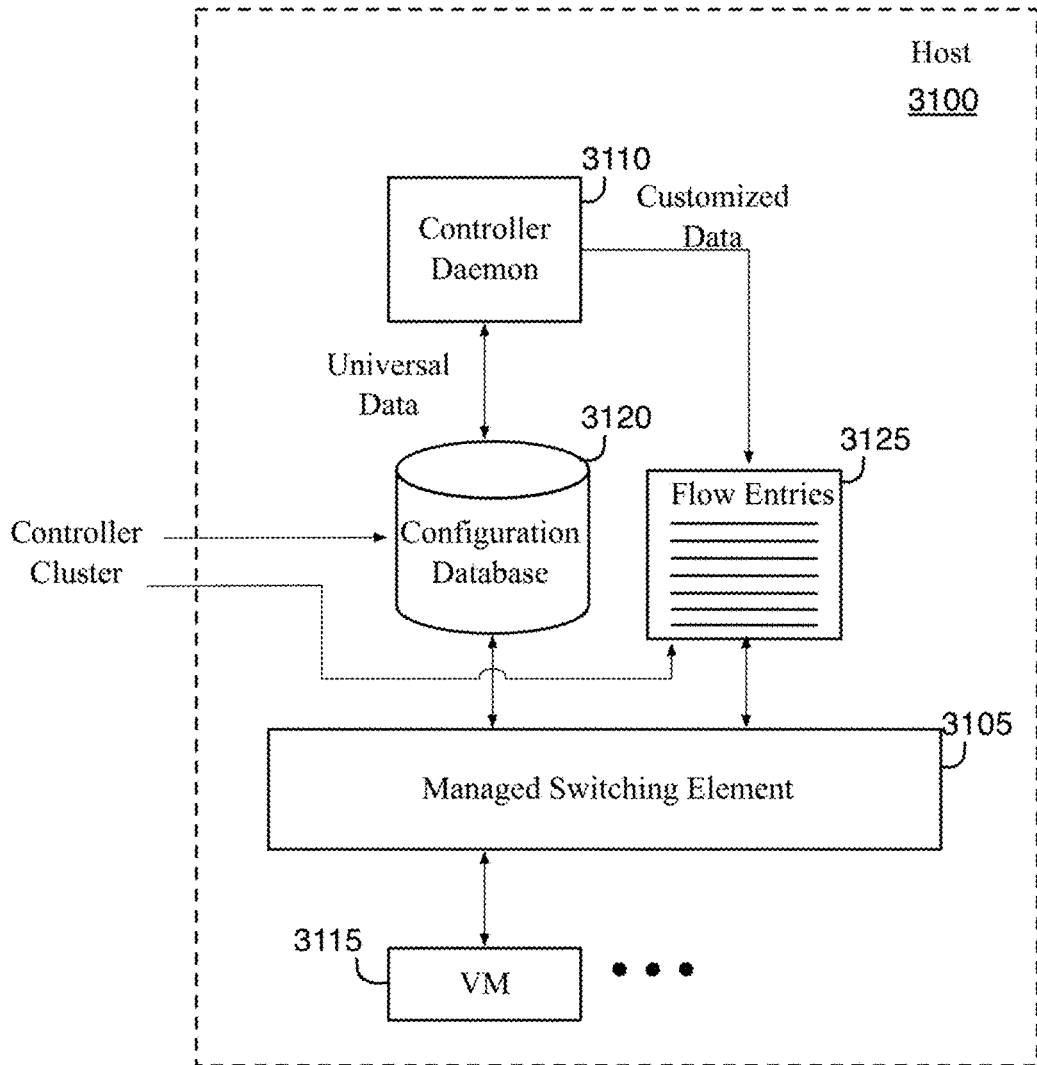 Host
3100
3110
Customized
Data
Controller
Daemon
Universal
Data
3120
3125
Flow Entries
Controller
Cluster
Configuration
Database
3105
Managed Switching Element
3115
VM